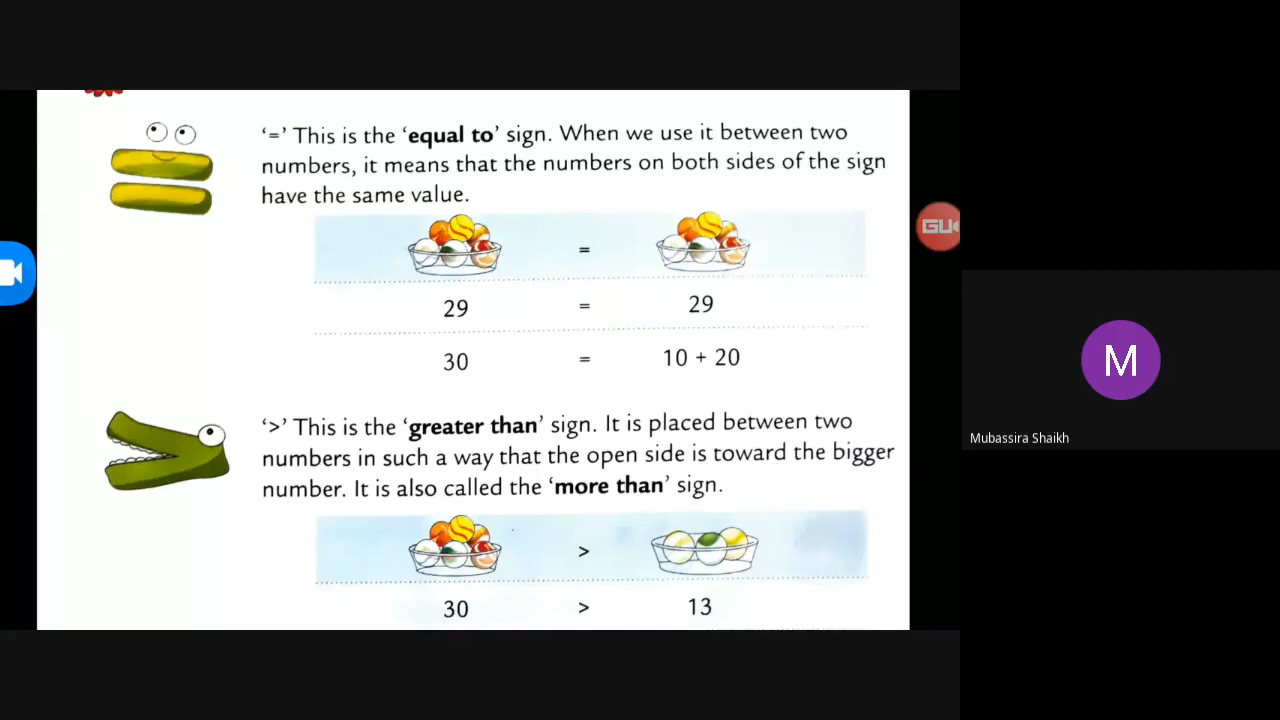 ‘=’ This is the ‘equal to’ sign. When we use it between two
numbers, it means that the numbers on both sides of the sign
have the same value.
=
29 = 29
30 = 10 + 20
‘>’ This is the ‘greater than’ sign. It is placed between two
numbers in such a way that the open side is toward the bigger
number. It is also called the ‘more than’ sign.
>
30 > 13
GU
M
Mubassira Shaikh